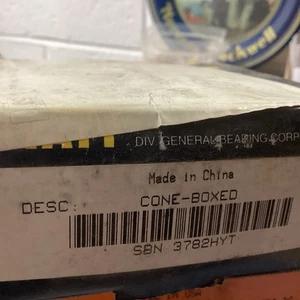 DIV. GENERAL BEARING CORP
Made in China
DESC: CONE-BOXED
SBN 3782HYT